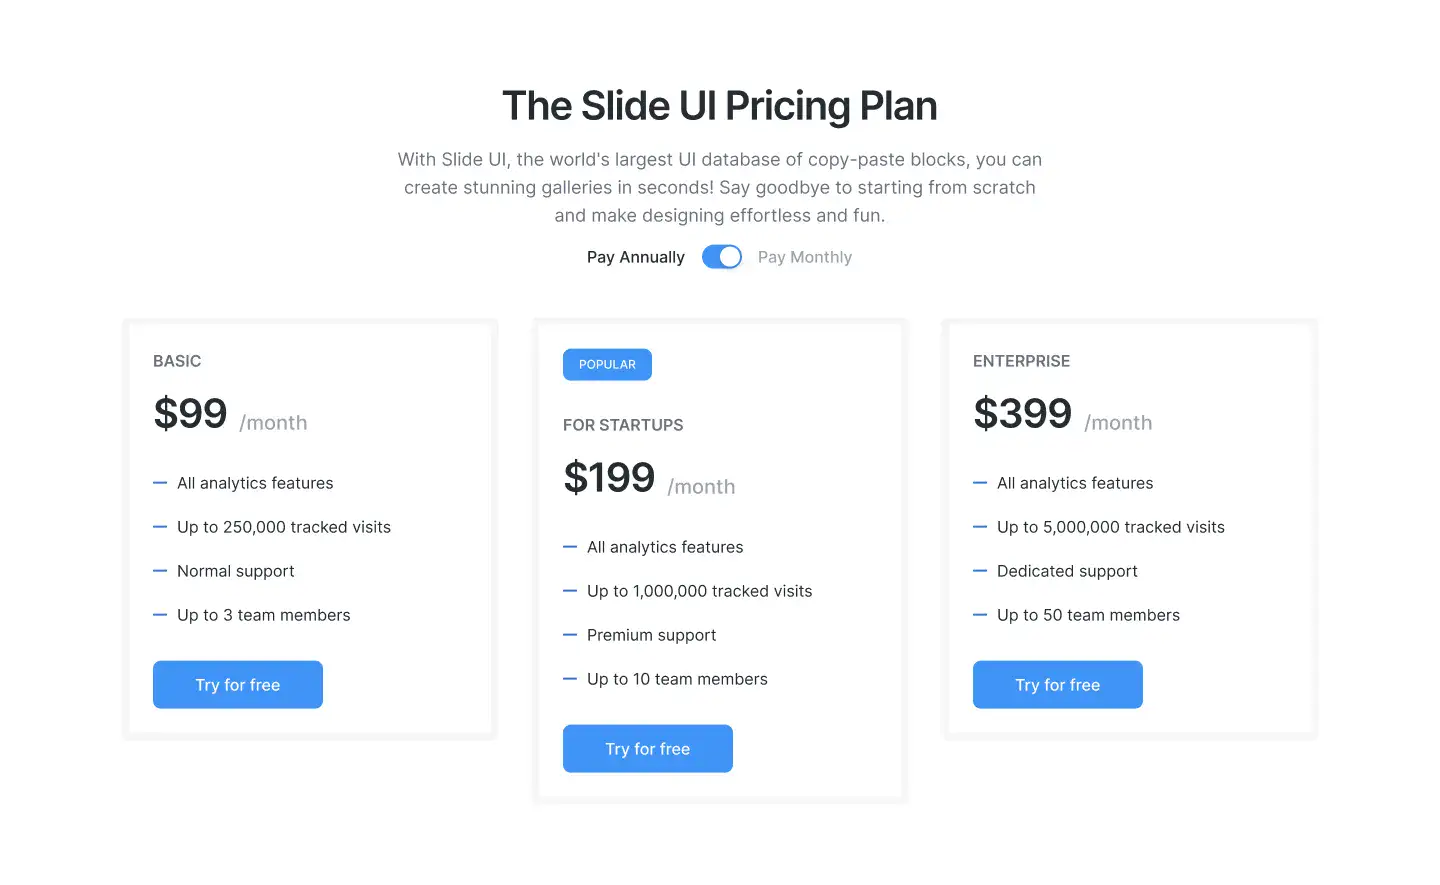 The Slide UI Pricing Plan
With Slide UI, the world's largest UI database of copy-paste blocks, you can
create stunning galleries in seconds! Say goodbye to starting from scratch
and make designing effortless and fun.
Pay Annually
Pay Monthly
BASIC
$99 /month
All analytics features
Up to 250,000 tracked visits
Normal support
Up to 3 team members
Try for free
POPULAR
FOR STARTUPS
$199 /month
All analytics features
Up to 1,000,000 tracked visits
Premium support
Up to 10 team members
Try for free
ENTERPRISE
$399 /month
All analytics features
Up to 5,000,000 tracked visits
Dedicated support
Up to 50 team members
Try for free